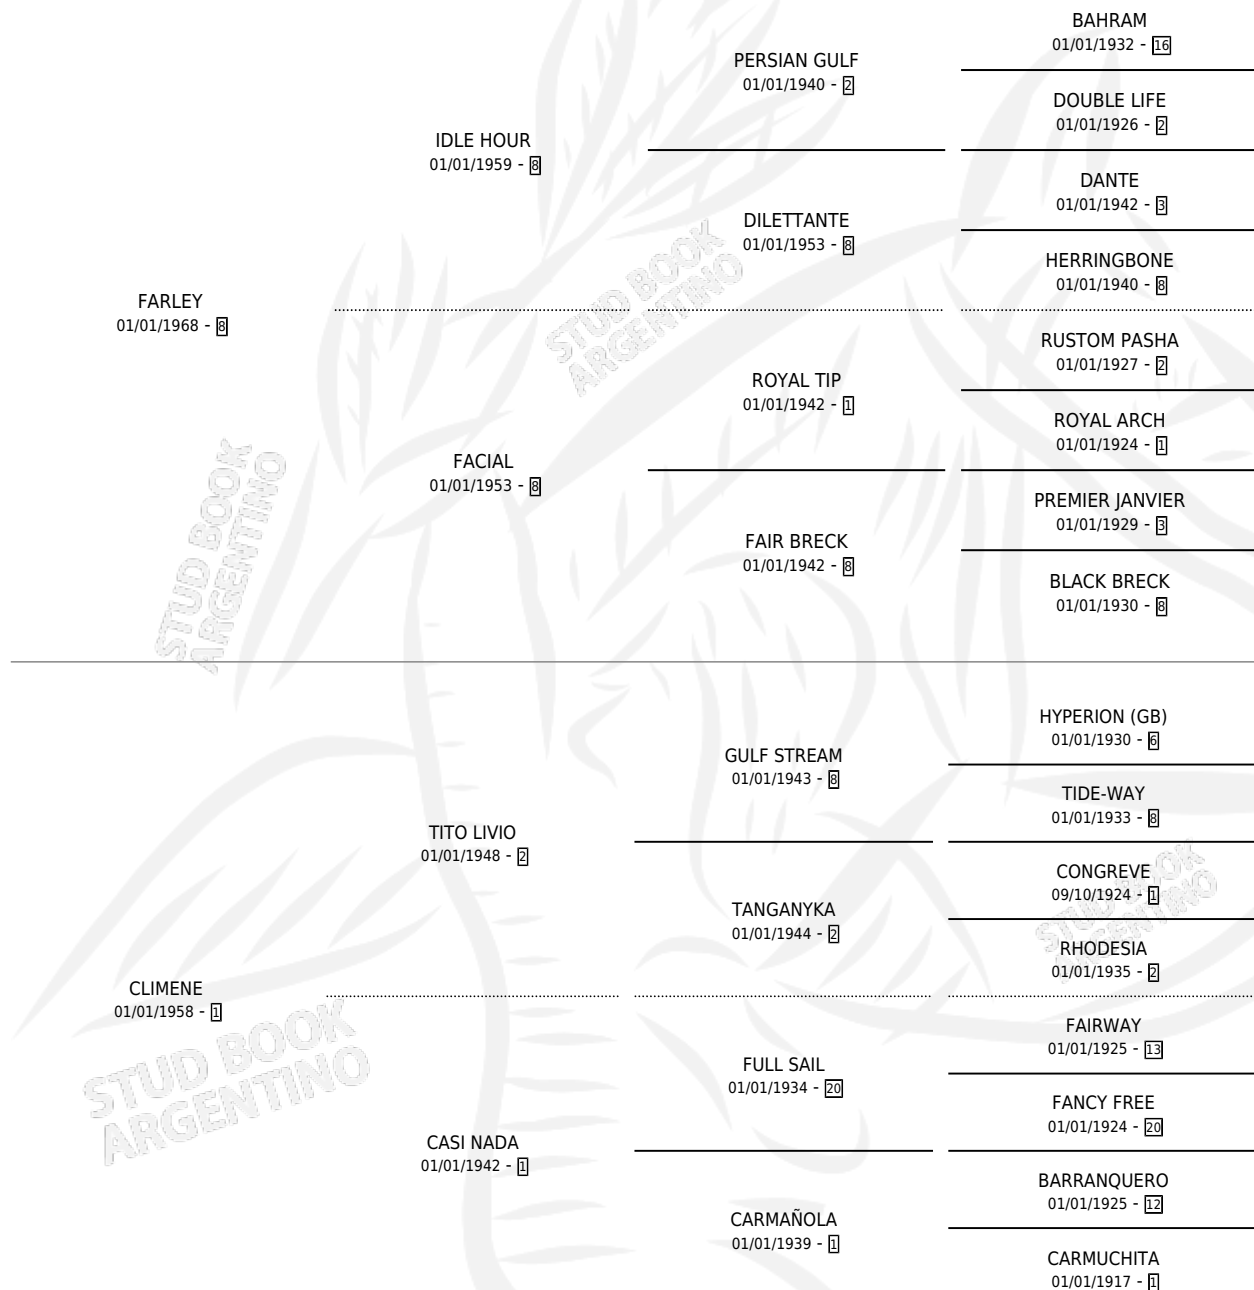 BAHRAM
01/01/1932 - 16
PERSIAN GULF
01/01/1940 - 2
DOUBLE LIFE
01/01/1926 - 2
IDLE HOUR
01/01/1959 - 8
DANTE
01/01/1942 - 3
DILETTANTE
01/01/1953 - 8
HERRINGBONE
01/01/1940 - 8
FARLEY
01/01/1968 - 8
STUD BOOK
ARGENTINO
RUSTOM PASHA
01/01/1927 - 2
ROYAL TIP
01/01/1942 - 1
ROYAL ARCH
01/01/1924 - 1
FACIAL
01/01/1953 - 8
PREMIER JANVIER
01/01/1929 - 3
FAIR BRECK
01/01/1942 - 8
BLACK BRECK
01/01/1930 - 8
STUD BOOK
ARGENTINO
HYPERION (GB)
01/01/1930 - 6
GULF STREAM
01/01/1943 - 8
TIDE-WAY
01/01/1933 - 8
TITO LIVIO
01/01/1948 - 2
CONGREVE
09/10/1924 - 1
TANGANYKA
01/01/1944 - 2
RHODESIA
01/01/1935 - 2
STUD BOOK
ARGENTINO
CLIMENE
01/01/1958 - 1
STUD BOOK
ARGENTINO
FAIRWAY
01/01/1925 - 13
FULL SAIL
01/01/1934 - 20
FANCY FREE
01/01/1924 - 20
CASI NADA
01/01/1942 - 1
BARRANQUERO
01/01/1925 - 12
CARMAÑOLA
01/01/1939 - 1
CARMUCHITA
01/01/1917 - 1